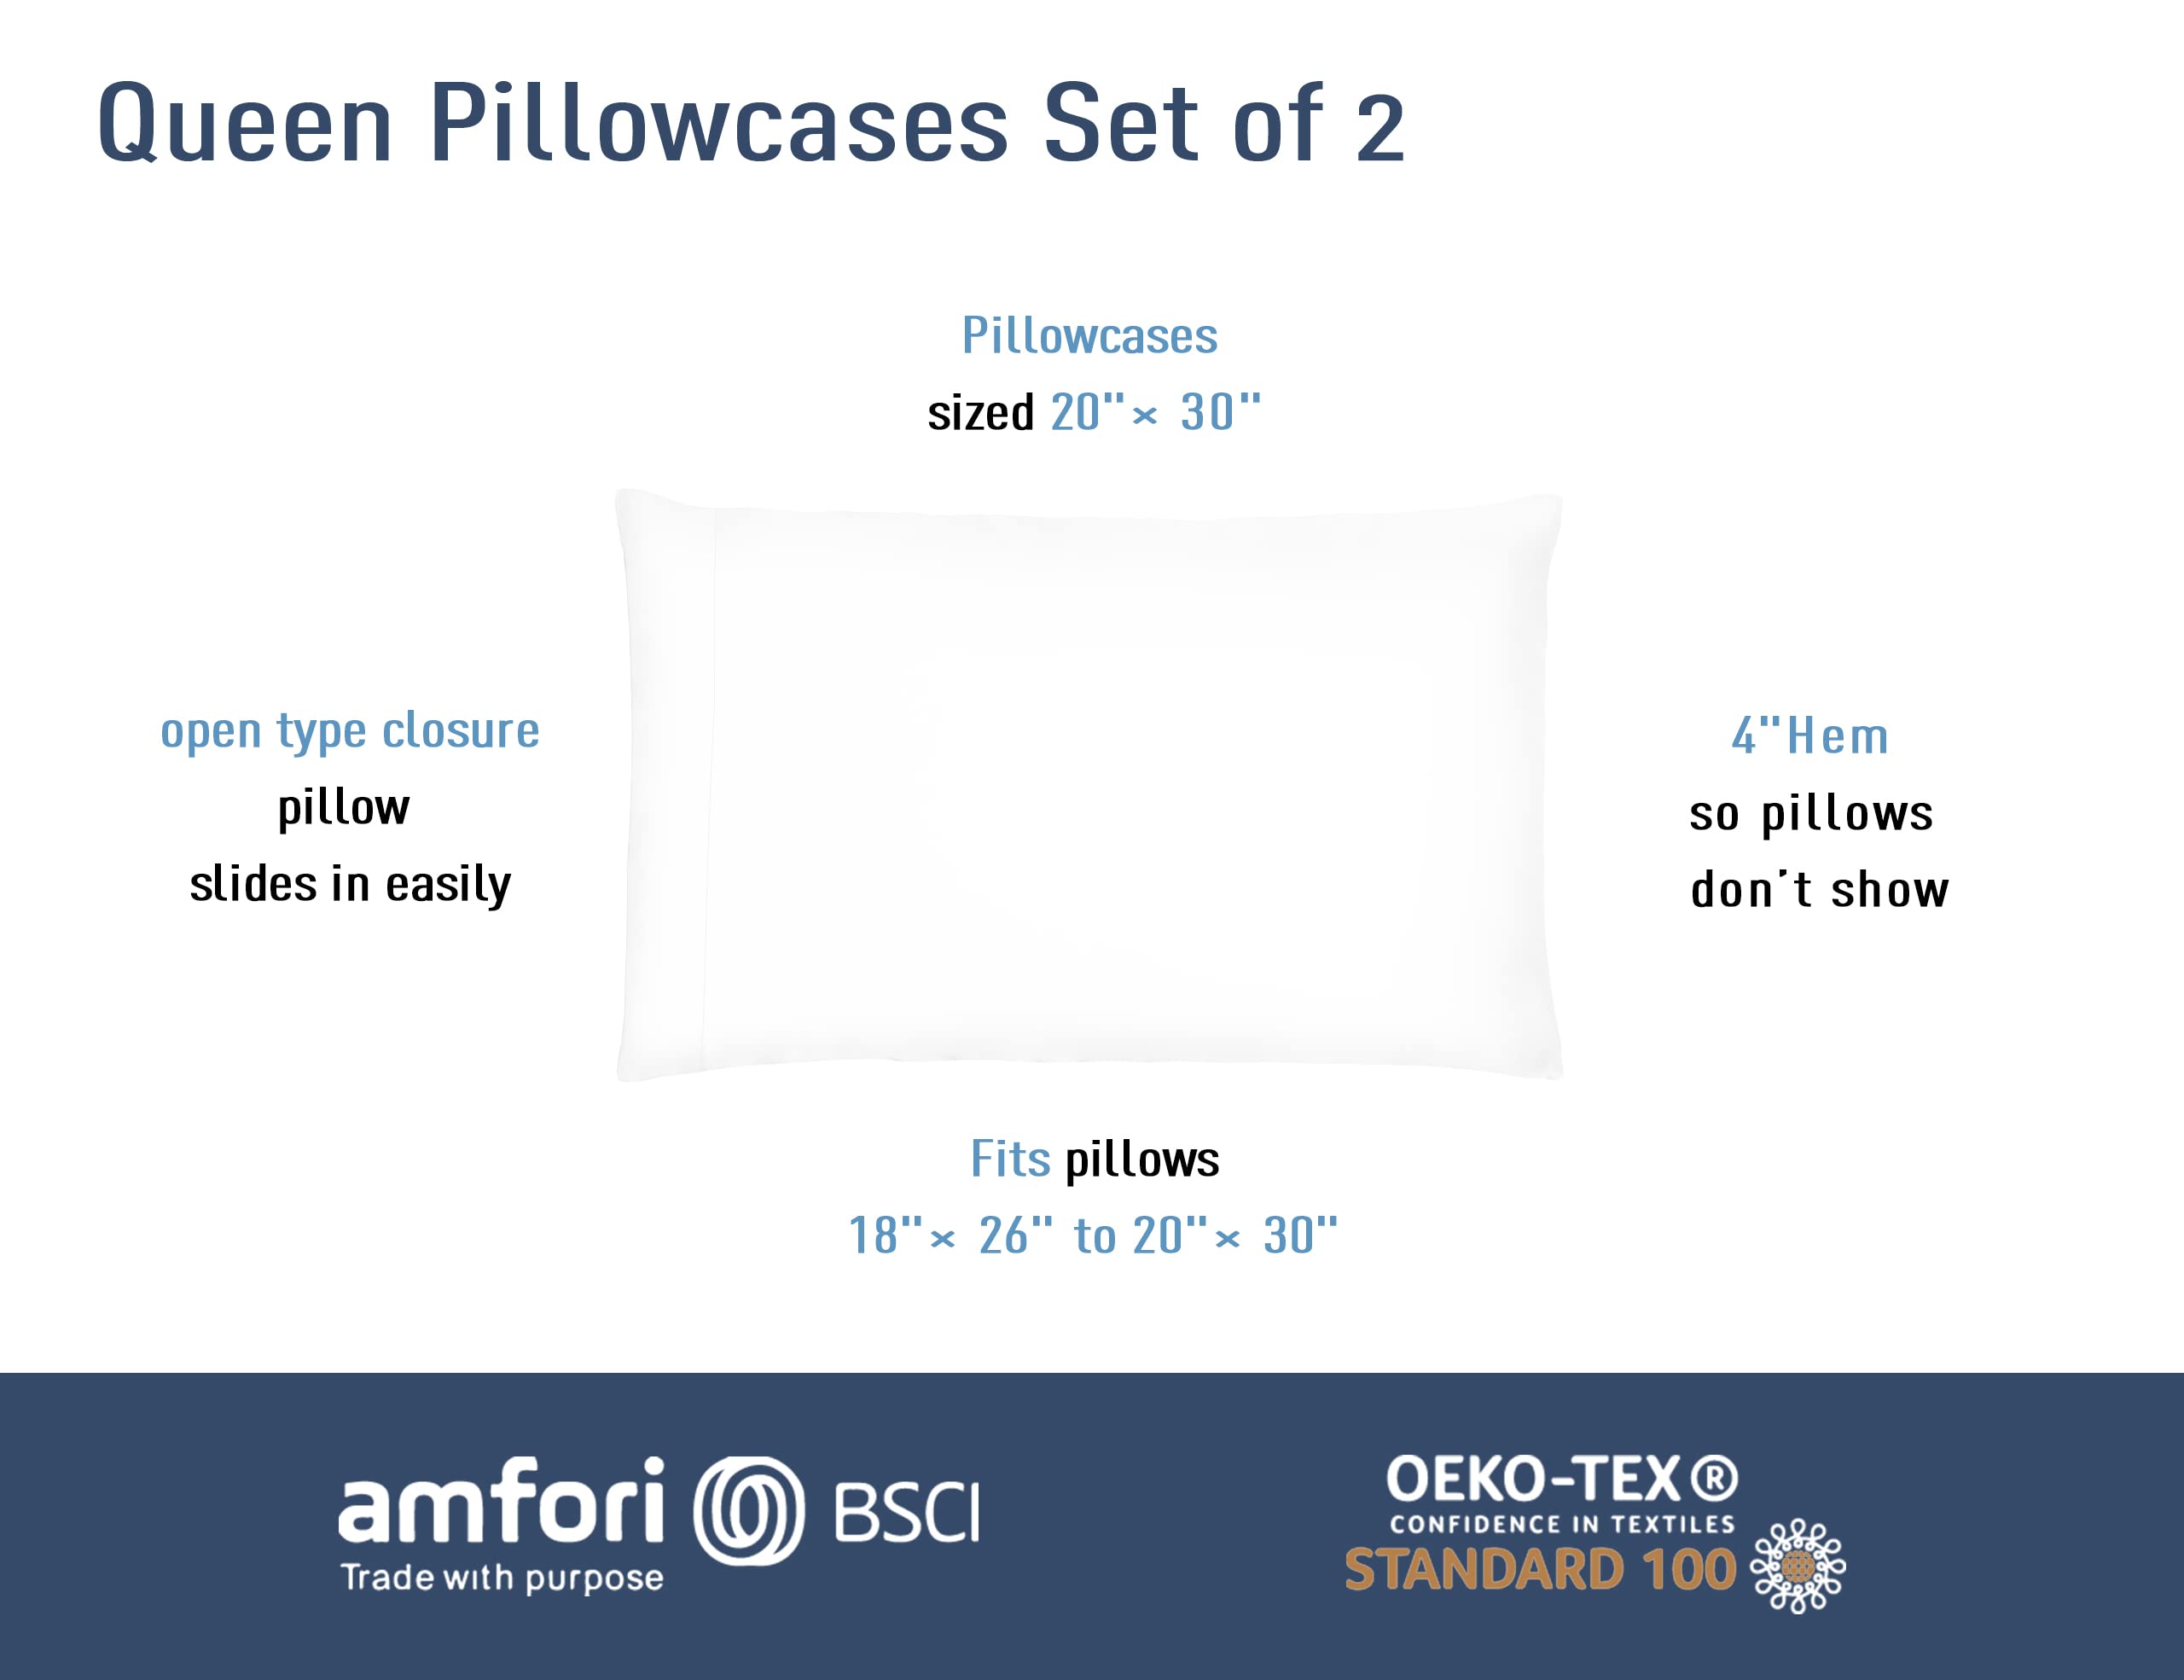 Queen Pillowcases Set of 2
Pillowcases
sized 20"× 30"
open type closure
pillow
slides in easily
4"Hem
so pillows
don't show
Fits pillows
18"× 26" to 20"× 30"
amfori BSCI
Trade with purpose
OEKO-TEX®
CONFIDENCE IN TEXTILES
STANDARD 100